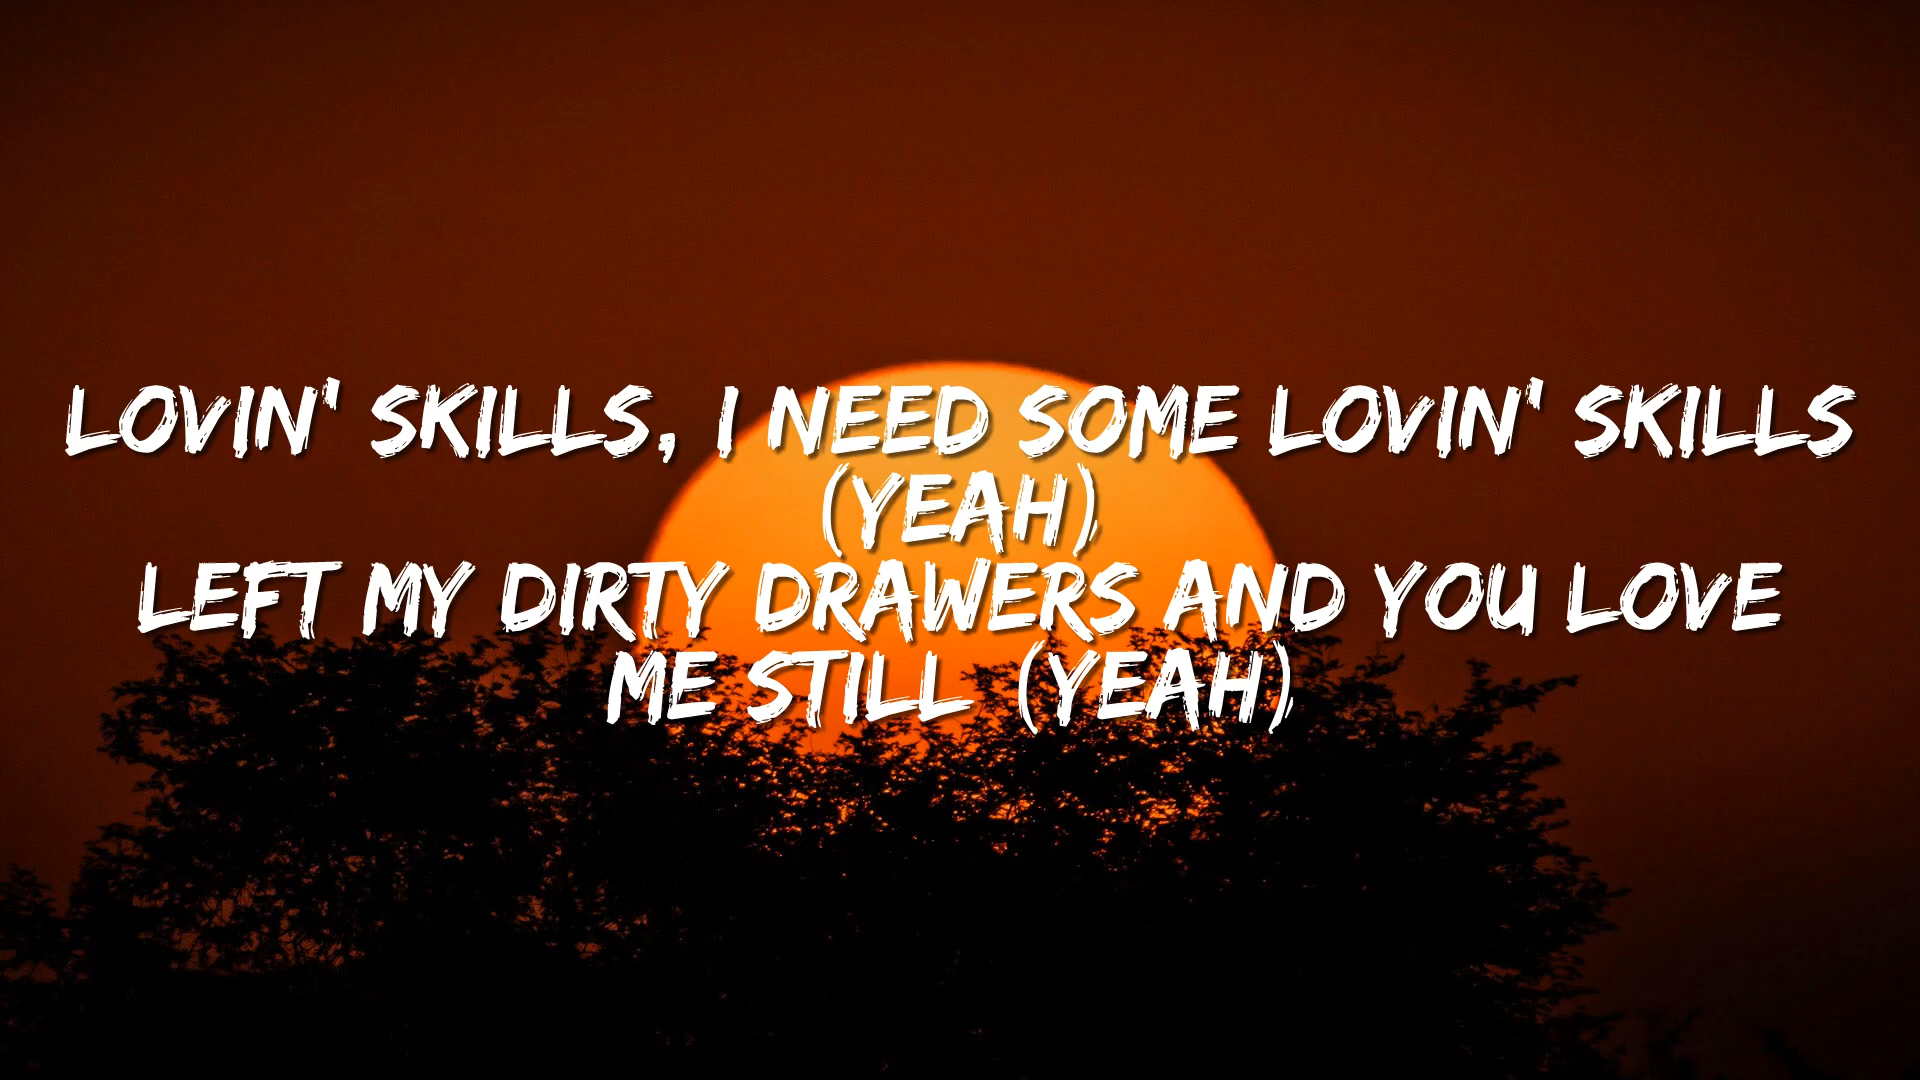 LOVIN' SKILLS, I NEED SOME LOVIN' SKILLS
(YEAH)
LEFT MY DIRTY DRAWERS AND YOU LOVE
ME STILL (YEAH)